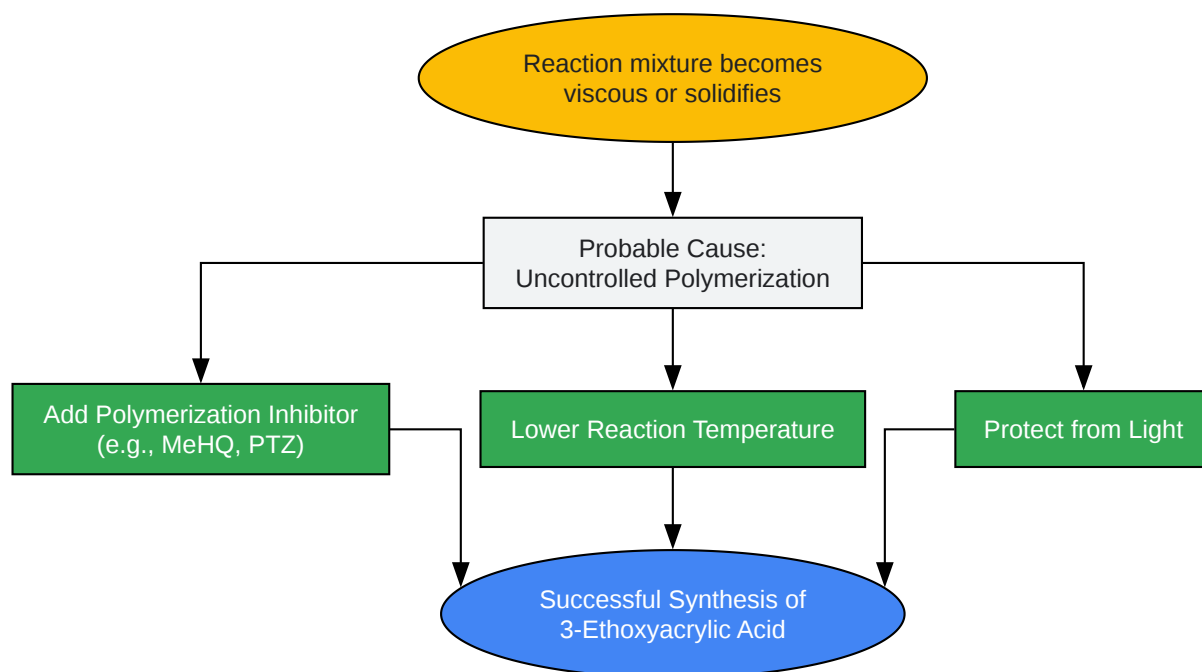 Reaction mixture becomes
viscous or solidifies
Probable Cause:
Uncontrolled Polymerization
Add Polymerization Inhibitor
(e.g., MeHQ, PTZ)
Lower Reaction Temperature
Protect from Light
Successful Synthesis of
3-Ethoxyacrylic Acid